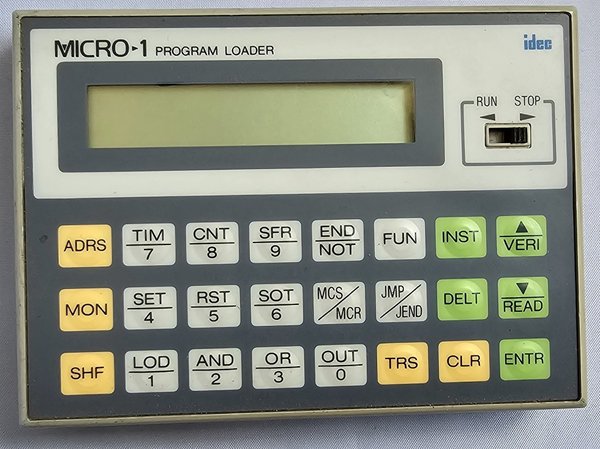 MICRO-1 PROGRAM LOADER
idec
RUN STOP
ADRS TIM/7 CNT/8 SFR/9 END/NOT FUN INST ▲/VERI
MON SET/4 RST/5 SOT/6 MCS/MCR JMP/JEND DELT ▼/READ
SHF LOD/1 AND/2 OR/3 OUT/0 TRS CLR ENTR